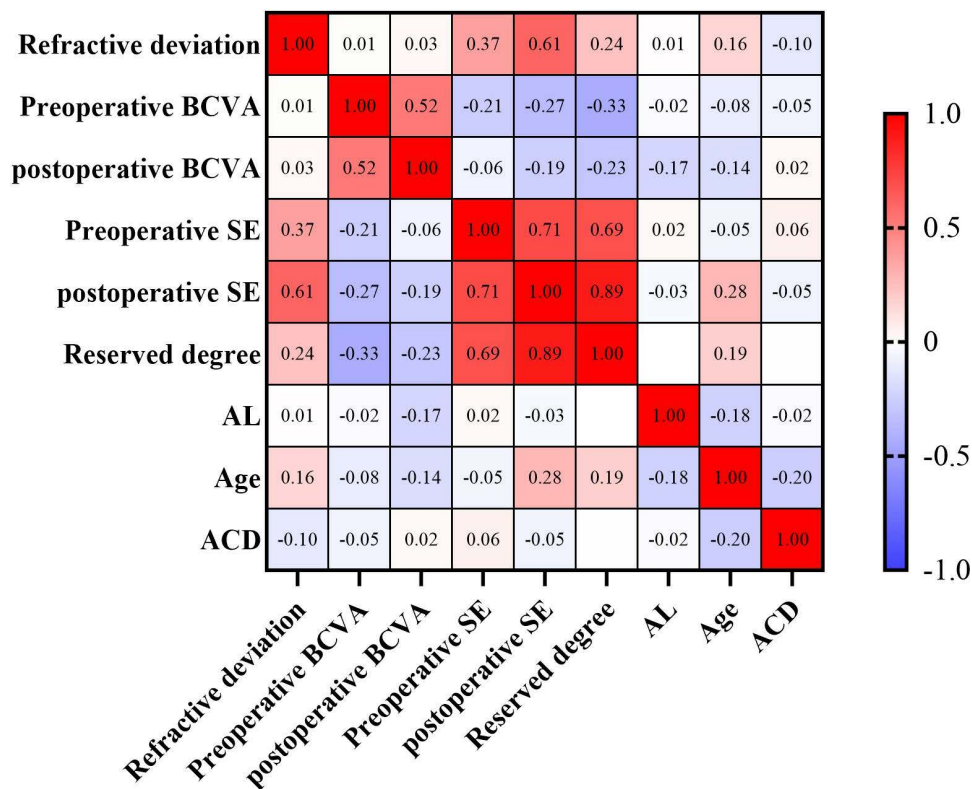 Refractive deviation 1.00 0.01 0.03 0.37 0.61 0.24 0.01 0.16 -0.10
Preoperative BCVA 0.01 1.00 0.52 -0.21 -0.27 -0.33 -0.02 -0.08 -0.05
postoperative BCVA 0.03 0.52 1.00 -0.06 -0.19 -0.23 -0.17 -0.14 0.02
Preoperative SE 0.37 -0.21 -0.06 1.00 0.71 0.69 0.02 -0.05 0.06
postoperative SE 0.61 -0.27 -0.19 0.71 1.00 0.89 -0.03 0.28 -0.05
Reserved degree 0.24 -0.33 -0.23 0.69 0.89 1.00 0.19
AL 0.01 -0.02 -0.17 0.02 -0.03 1.00 -0.18 -0.02
Age 0.16 -0.08 -0.14 -0.05 0.28 0.19 -0.18 1.00 -0.20
ACD -0.10 -0.05 0.02 0.06 -0.05 -0.02 -0.20 1.00
Refractive deviation
Preoperative BCVA
postoperative BCVA
Preoperative SE
postoperative SE
Reserved degree
AL
Age
ACD
1.0
0.5
0
-0.5
-1.0